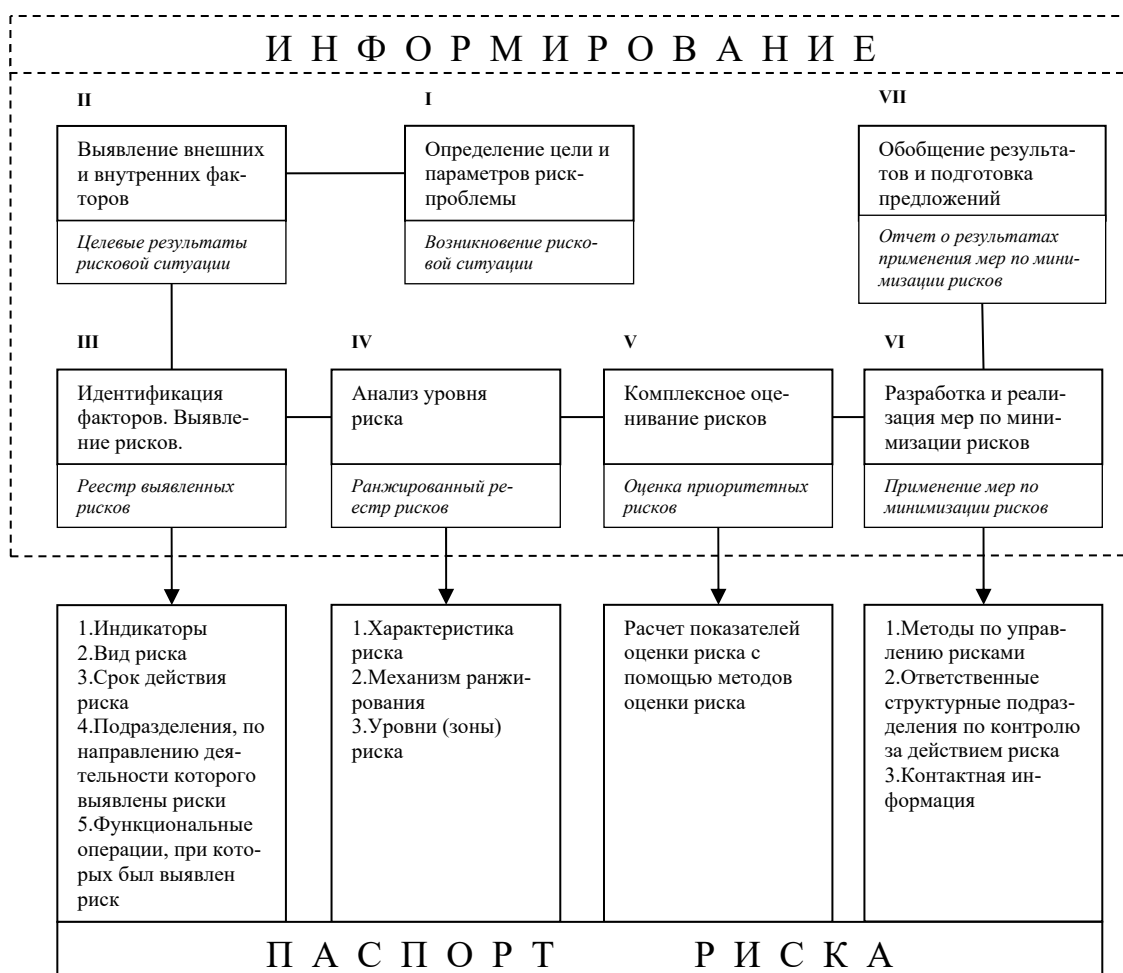 ИНФОРМИРОВАНИЕ
II
Выявление внешних
и внутренних фак-
торов
Целевые результаты
рисковой ситуации
I
Определение цели и
параметров риск-
проблемы
Возникновение риско-
вой ситуации
VII
Обобщение результа-
тов и подготовка
предложений
Отчет о результатах
применения мер по мини-
мизации рисков
III
Идентификация
факторов. Выявле-
ние рисков.
Реестр выявленных
рисков
IV
Анализ уровня
риска
Ранжированный ре-
естр рисков
V
Комплексное оце-
нивание рисков
Оценка приоритетных
рисков
VI
Разработка и реали-
зация мер по мини-
мизации рисков
Применение мер по
минимизации рисков
1.Индикаторы
2.Вид риска
3.Срок действия
риска
4.Подразделения, по
направлению дея-
тельности которого
выявлены риски
5.Функциональные
операции, при кото-
рых был выявлен
риск
1.Характеристика
риска
2.Механизм ранжи-
рования
3.Уровни (зоны)
риска
Расчет показателей
оценки риска с
помощью методов
оценки риска
1.Методы по управ-
лению рисками
2.Ответственные
структурные подраз-
деления по контролю
за действием риска
3.Контактная ин-
формация
ПАСПОРТ РИСКА